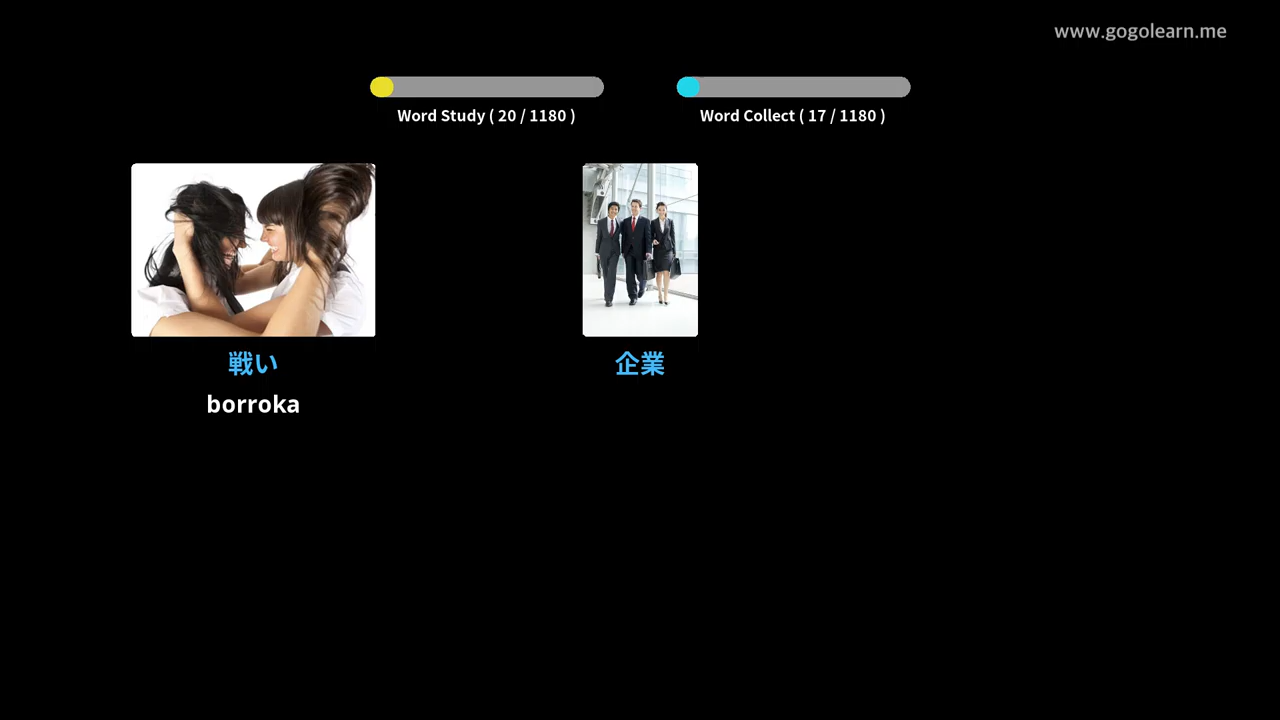 www.gogolearn.me
Word Study ( 20 / 1180 )
Word Collect ( 17 / 1180 )
戦い
企業
borroka